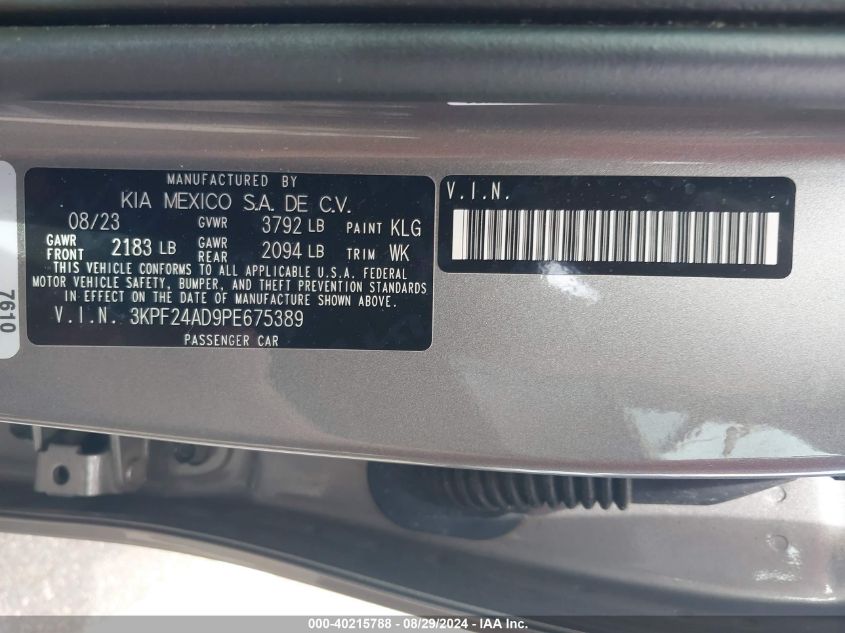 MANUFACTURED BY
KIA MEXICO S.A. DE C.V.
08/23 GVWR 3792 LB PAINT KLG
GAWR FRONT 2183 LB GAWR REAR 2094 LB TRIM WK
THIS VEHICLE CONFORMS TO ALL APPLICABLE U.S.A. FEDERAL
MOTOR VEHICLE SAFETY, BUMPER, AND THEFT PREVENTION STANDARDS
IN EFFECT ON THE DATE OF MANUFACTURE SHOWN ABOVE.
V.I.N. 3KPF24AD9PE675389
PASSENGER CAR
V.I.N.
7610
000-40215788 - 08/29/2024 - IAA Inc.